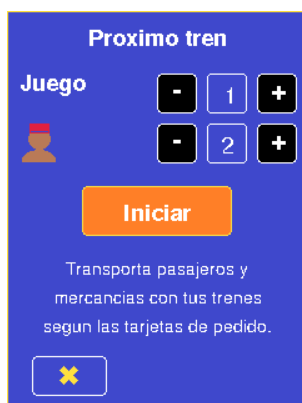 Proximo tren
Juego - 1 +
- 2 +
Iniciar
Transporta pasajeros y
mercancias con tus trenes
segun las tarjetas de pedido.